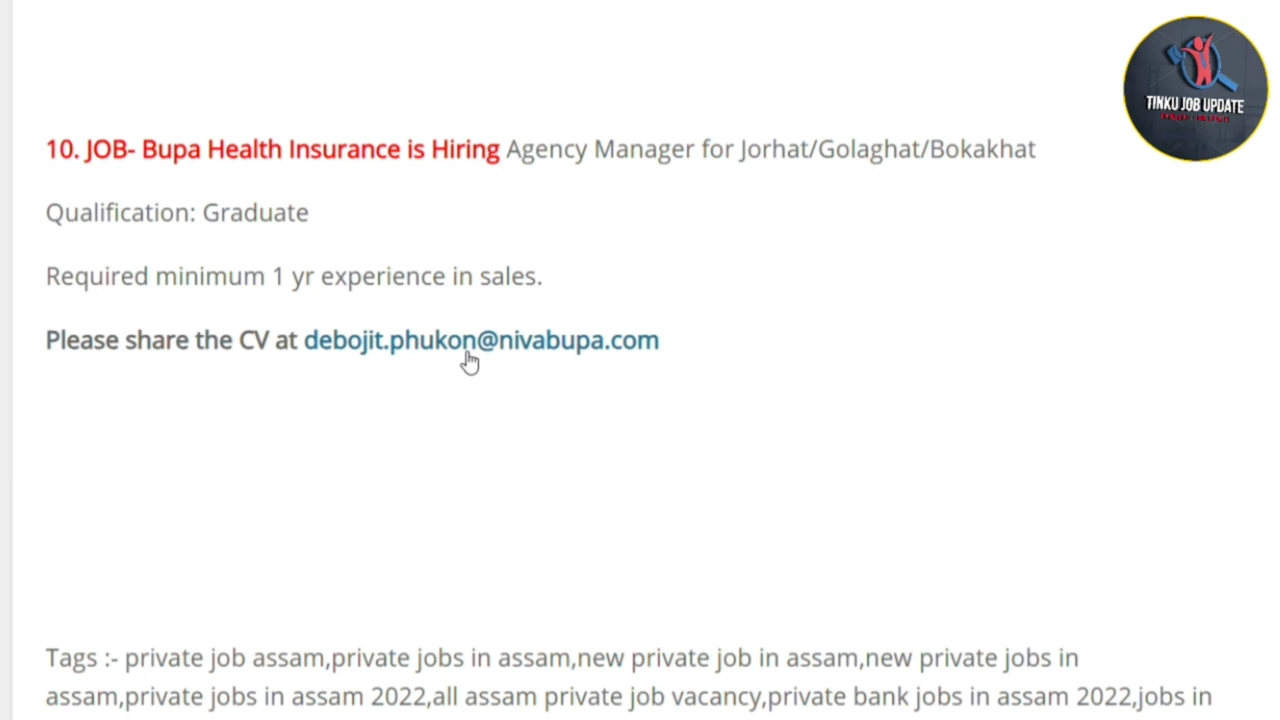 TINKU JOB UPDATE
10. JOB- Bupa Health Insurance is Hiring Agency Manager for Jorhat/Golaghat/Bokakhat
Qualification: Graduate
Required minimum 1 yr experience in sales.
Please share the CV at debojit.phukon@nivabupa.com
Tags :- private job assam,private jobs in assam,new private job in assam,new private jobs in
assam,private jobs in assam 2022,all assam private job vacancy,private bank jobs in assam 2022,jobs in